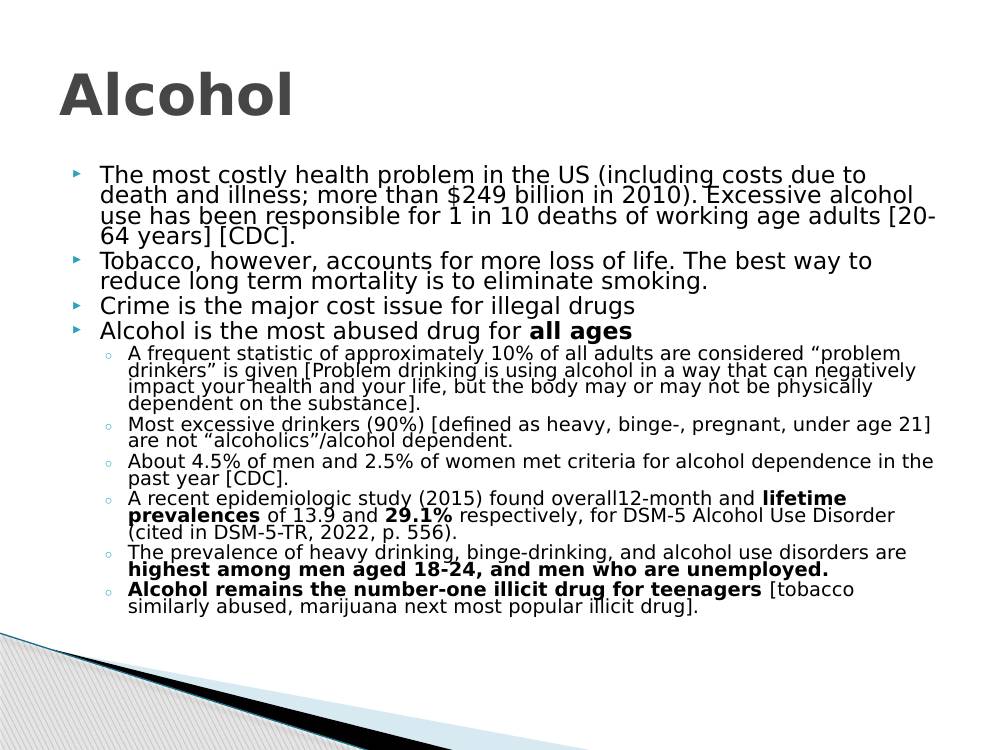 Alcohol
The most costly health problem in the US (including costs due to
death and illness; more than $249 billion in 2010). Excessive alcohol
use has been responsible for 1 in 10 deaths of working age adults [20-
64 years] [CDC].
Tobacco, however, accounts for more loss of life. The best way to
reduce long term mortality is to eliminate smoking.
Crime is the major cost issue for illegal drugs
Alcohol is the most abused drug for all ages
A frequent statistic of approximately 10% of all adults are considered “problem
drinkers” is given [Problem drinking is using alcohol in a way that can negatively
impact your health and your life, but the body may or may not be physically
dependent on the substance].
Most excessive drinkers (90%) [defined as heavy, binge-, pregnant, under age 21]
are not “alcoholics”/alcohol dependent.
About 4.5% of men and 2.5% of women met criteria for alcohol dependence in the
past year [CDC].
A recent epidemiologic study (2015) found overall12-month and lifetime
prevalences of 13.9 and 29.1% respectively, for DSM-5 Alcohol Use Disorder
(cited in DSM-5-TR, 2022, p. 556).
The prevalence of heavy drinking, binge-drinking, and alcohol use disorders are
highest among men aged 18-24, and men who are unemployed.
Alcohol remains the number-one illicit drug for teenagers [tobacco
similarly abused, marijuana next most popular illicit drug].